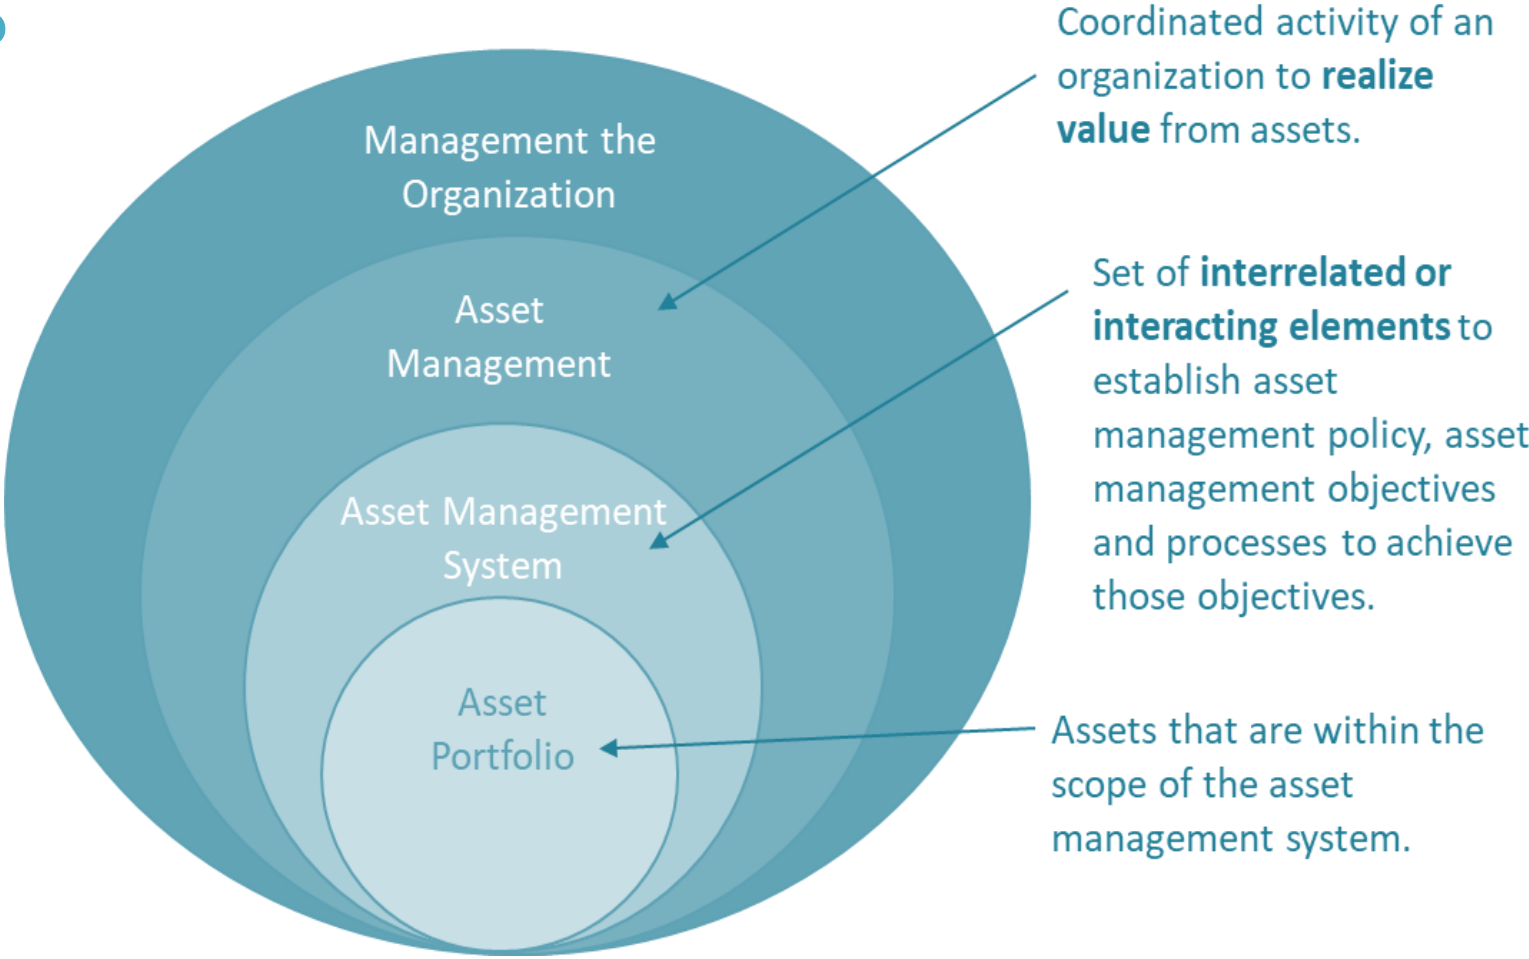 Management the
Organization
Asset
Management
Asset Management
System
Asset
Portfolio
Coordinated activity of an
organization to realize
value from assets.
Set of interrelated or
interacting elements to
establish asset
management policy, asset
management objectives
and processes to achieve
those objectives.
Assets that are within the
scope of the asset
management system.